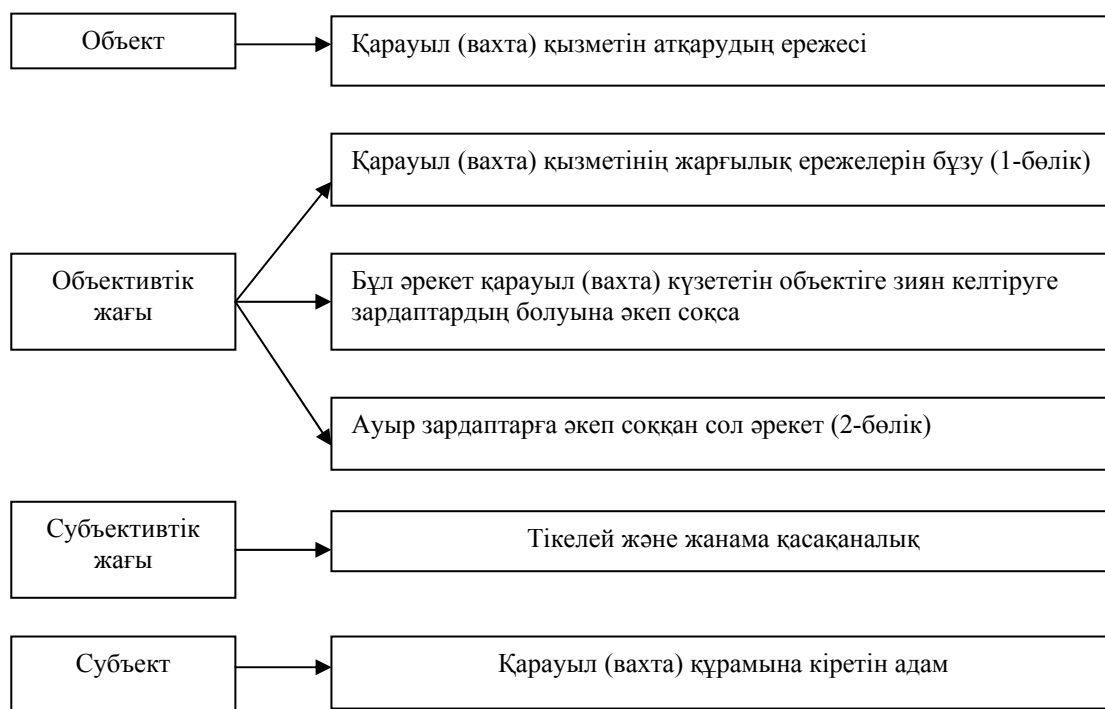 Объект
Қарауыл (вахта) қызметін атқарудың ережесі
Қарауыл (вахта) қызметінің жарғылық ережелерін бұзу (1-бөлік)
Объективтік
жағы
Бұл әрекет қарауыл (вахта) күзететін объектіге зиян келтіруге
зардаптардың болуына әкеп соқса
Ауыр зардаптарға әкеп соққан сол әрекет (2-бөлік)
Субъективтік
жағы
Тікелей және жанама қасақаналық
Субъект
Қарауыл (вахта) құрамына кіретін адам